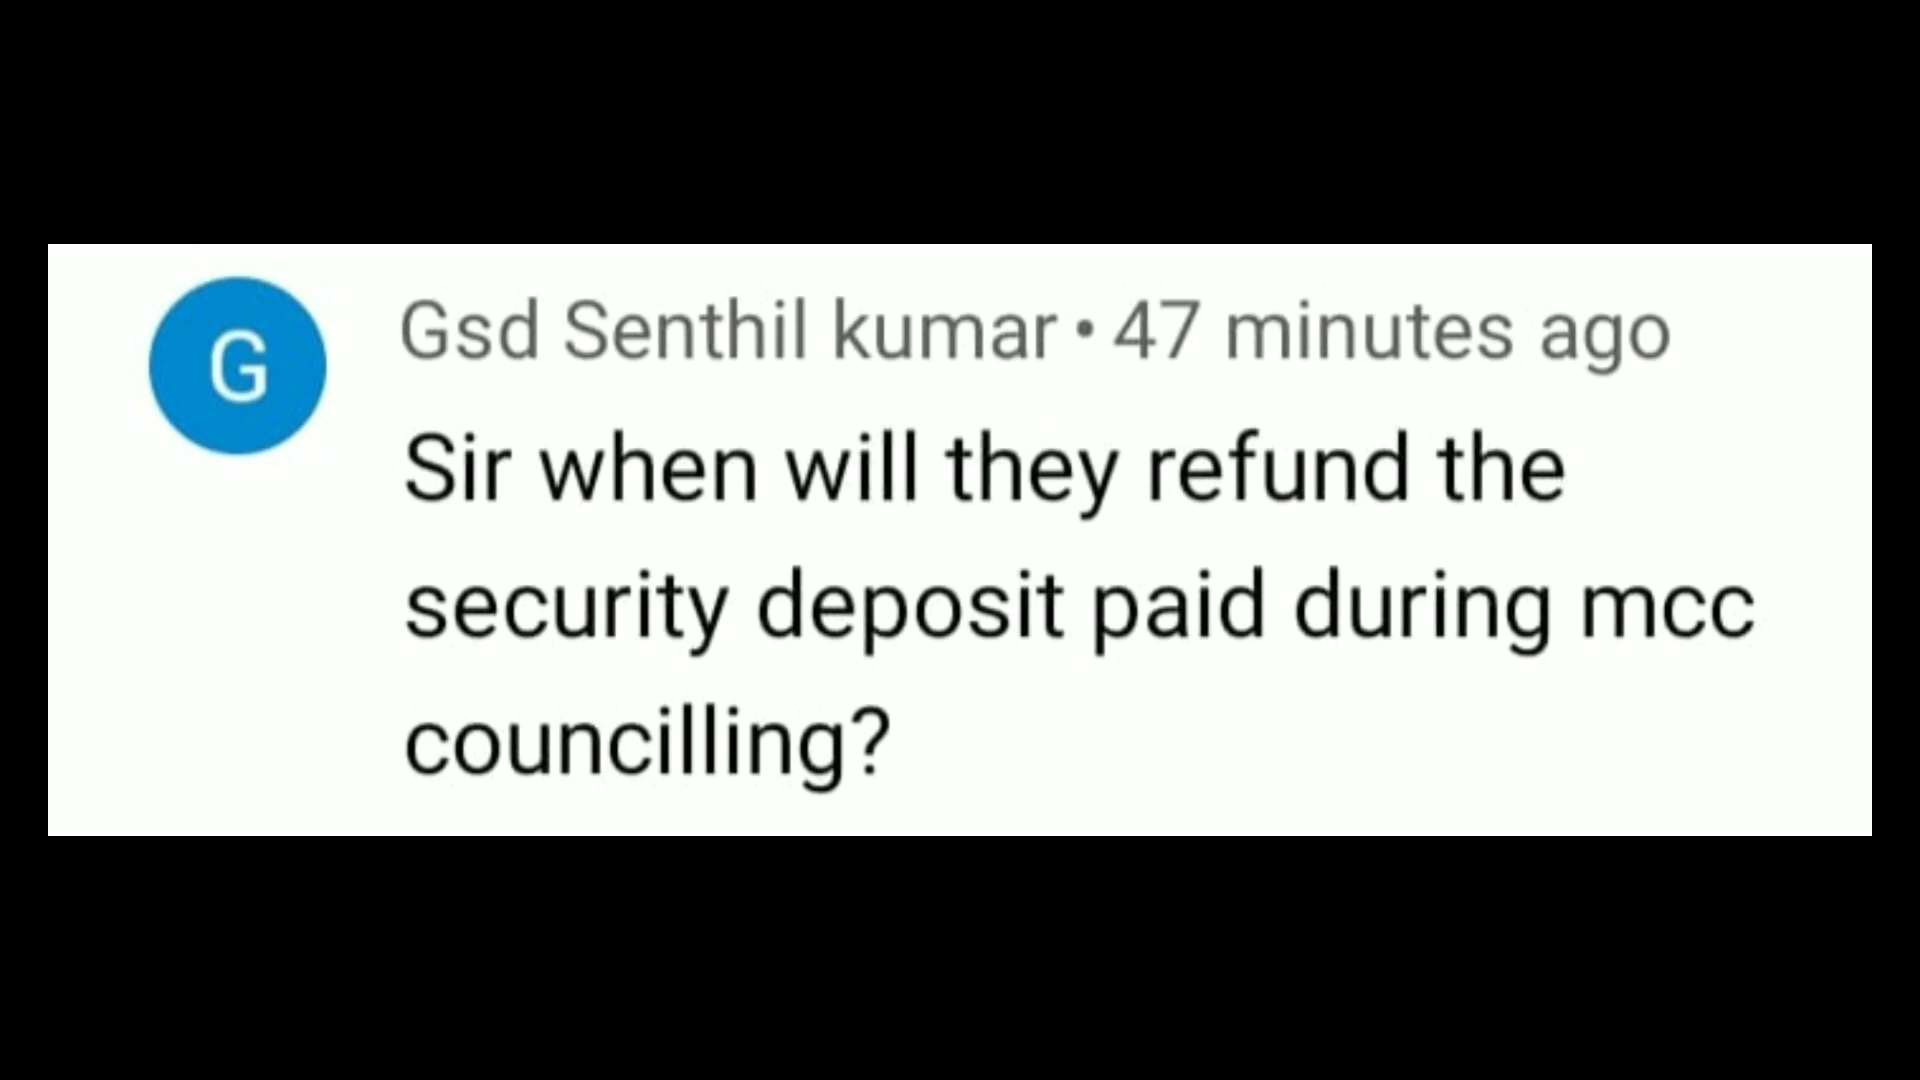 G
Gsd Senthil kumar • 47 minutes ago
Sir when will they refund the
security deposit paid during mcc
councilling?